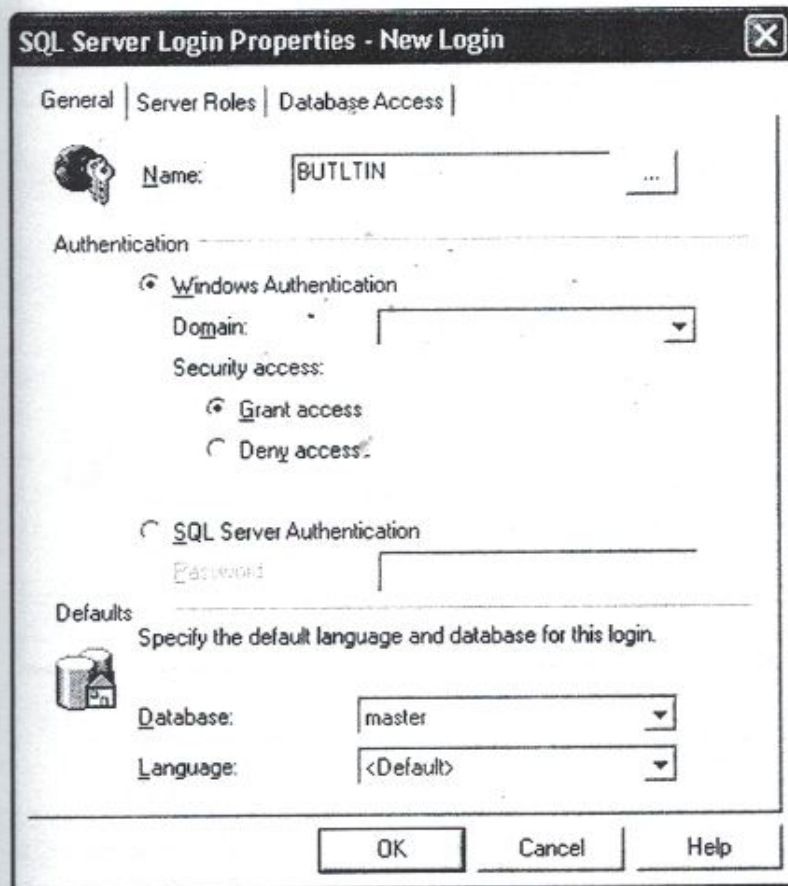 SQL Server Login Properties - New Login
General Server Roles Database Access
Name: BUTLTIN ...
Authentication
Windows Authentication
Domain:
Security access:
Grant access
Deny access.
SQL Server Authentication
Password
Defaults
Specify the default language and database for this login.
Database: master
Language: <Default>
OK Cancel Help